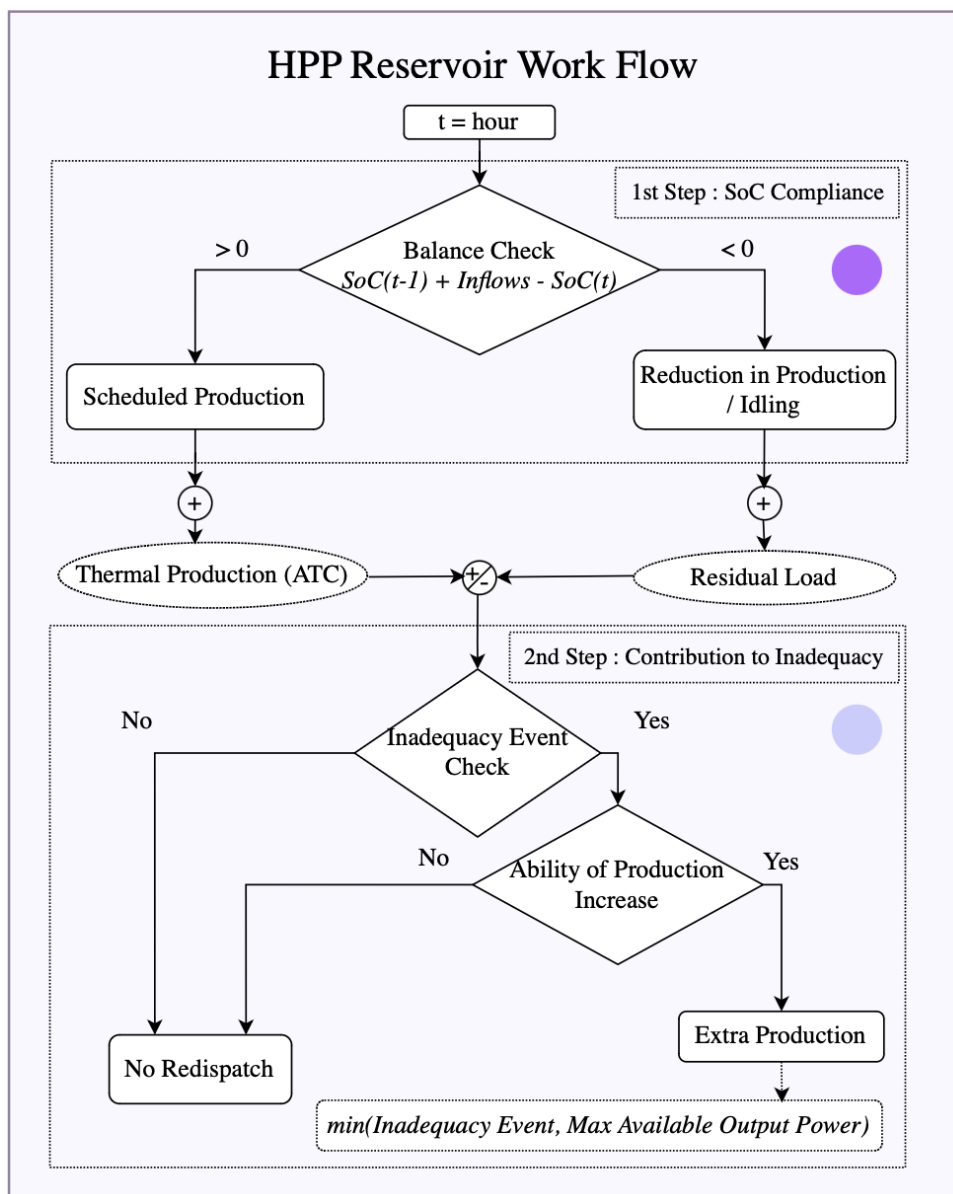 HPP Reservoir Work Flow
t = hour
1st Step : SoC Compliance
> 0
Balance Check
SoC(t-1) + Inflows - SoC(t)
< 0
Scheduled Production
Reduction in Production
/ Idling
+
+
Thermal Production (ATC)
+
-
Residual Load
2nd Step : Contribution to Inadequacy
No
Inadequacy Event
Check
Yes
No
Ability of Production
Increase
Yes
No Redispatch
Extra Production
min(Inadequacy Event, Max Available Output Power)